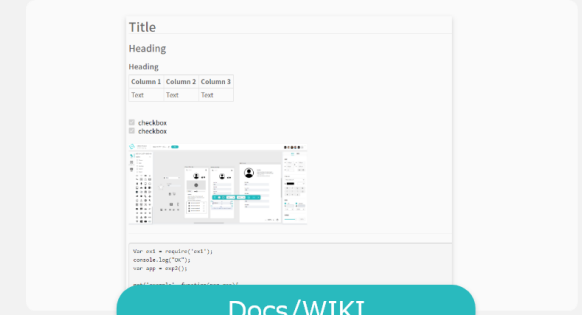 Title
Heading
Heading
Column 1 Column 2 Column 3
Text Text Text
checkbox
checkbox
Var ex1 = require('ex1');
console.log("OK");
var app = exp2();
Docs/WIKI